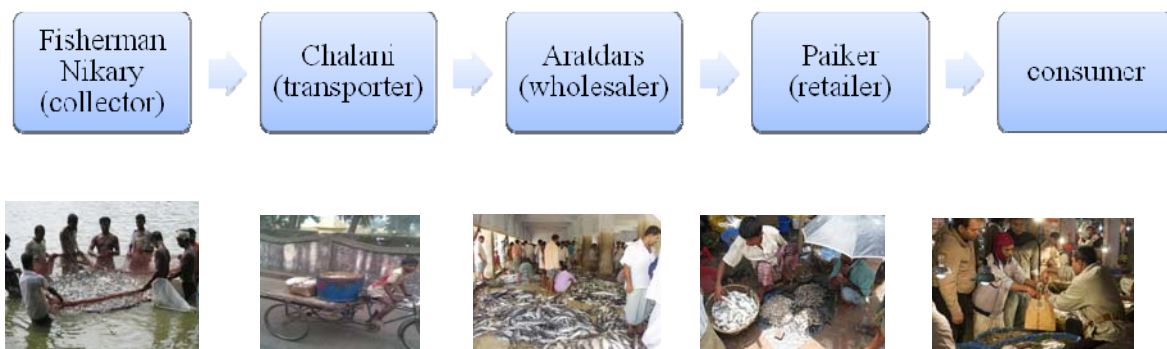 Fisherman
Nikary
(collector)
Chalani
(transporter)
Aratdars
(wholesaler)
Paiker
(retailer)
consumer